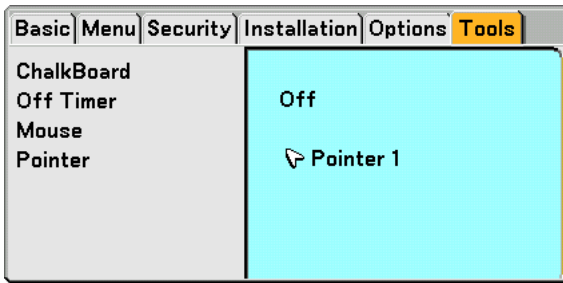 Basic Menu Security Installation Options Tools
ChalkBoard
Off Timer Off
Mouse
Pointer Pointer 1